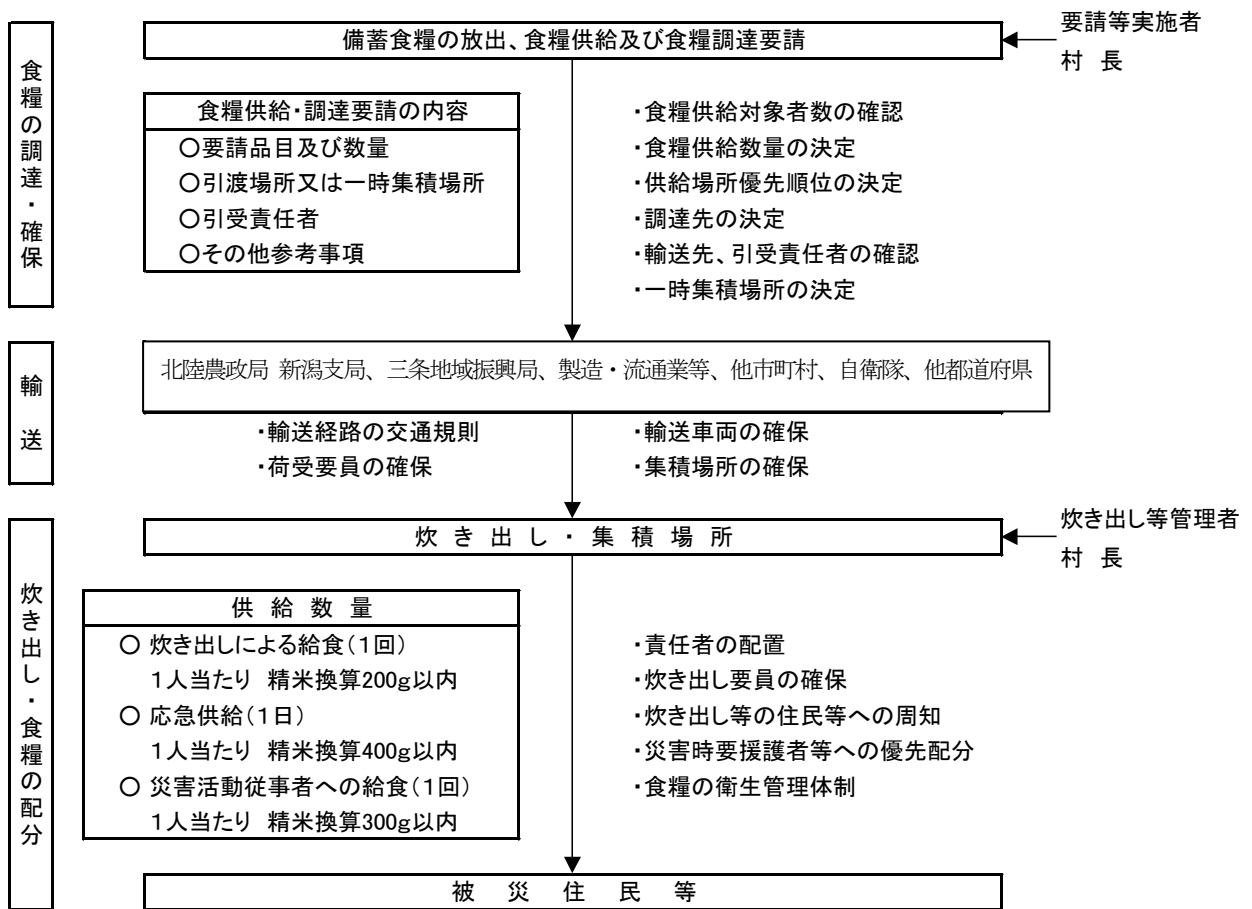 食糧の調達・確保
備蓄食糧の放出、食糧供給及び食糧調達要請
要請等実施者
村 長
食糧供給・調達要請の内容
○要請品目及び数量
○引渡場所又は一時集積場所
○引受責任者
○その他参考事項
・食糧供給対象者数の確認
・食糧供給数量の決定
・供給場所優先順位の決定
・調達先の決定
・輸送先、引受責任者の確認
・一時集積場所の決定
輸送
北陸農政局 新潟支局、三条地域振興局、製造・流通業等、他市町村、自衛隊、他都道府県
・輸送経路の交通規則
・荷受要員の確保
・輸送車両の確保
・集積場所の確保
炊き出し・食糧の配分
炊 き 出 し ・ 集 積 場 所
炊き出し等管理者
村 長
供 給 数 量
○ 炊き出しによる給食(1回)
1人当たり 精米換算200g以内
○ 応急供給(1日)
1人当たり 精米換算400g以内
○ 災害活動従事者への給食(1回)
1人当たり 精米換算300g以内
・責任者の配置
・炊き出し要員の確保
・炊き出し等の住民等への周知
・災害時要援護者等への優先配分
・食糧の衛生管理体制
被 災 住 民 等